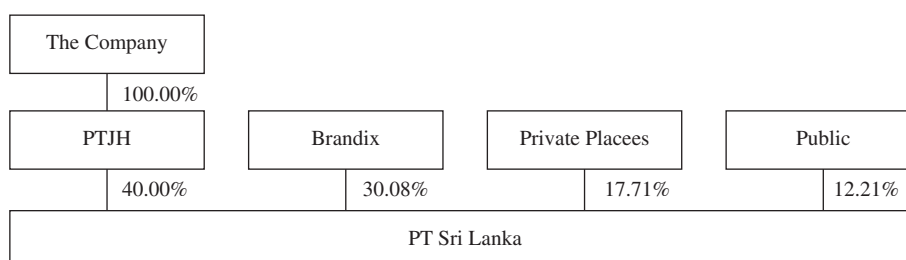 The Company
100.00%
PTJH Brandix Private Placees Public
40.00% 30.08% 17.71% 12.21%
PT Sri Lanka